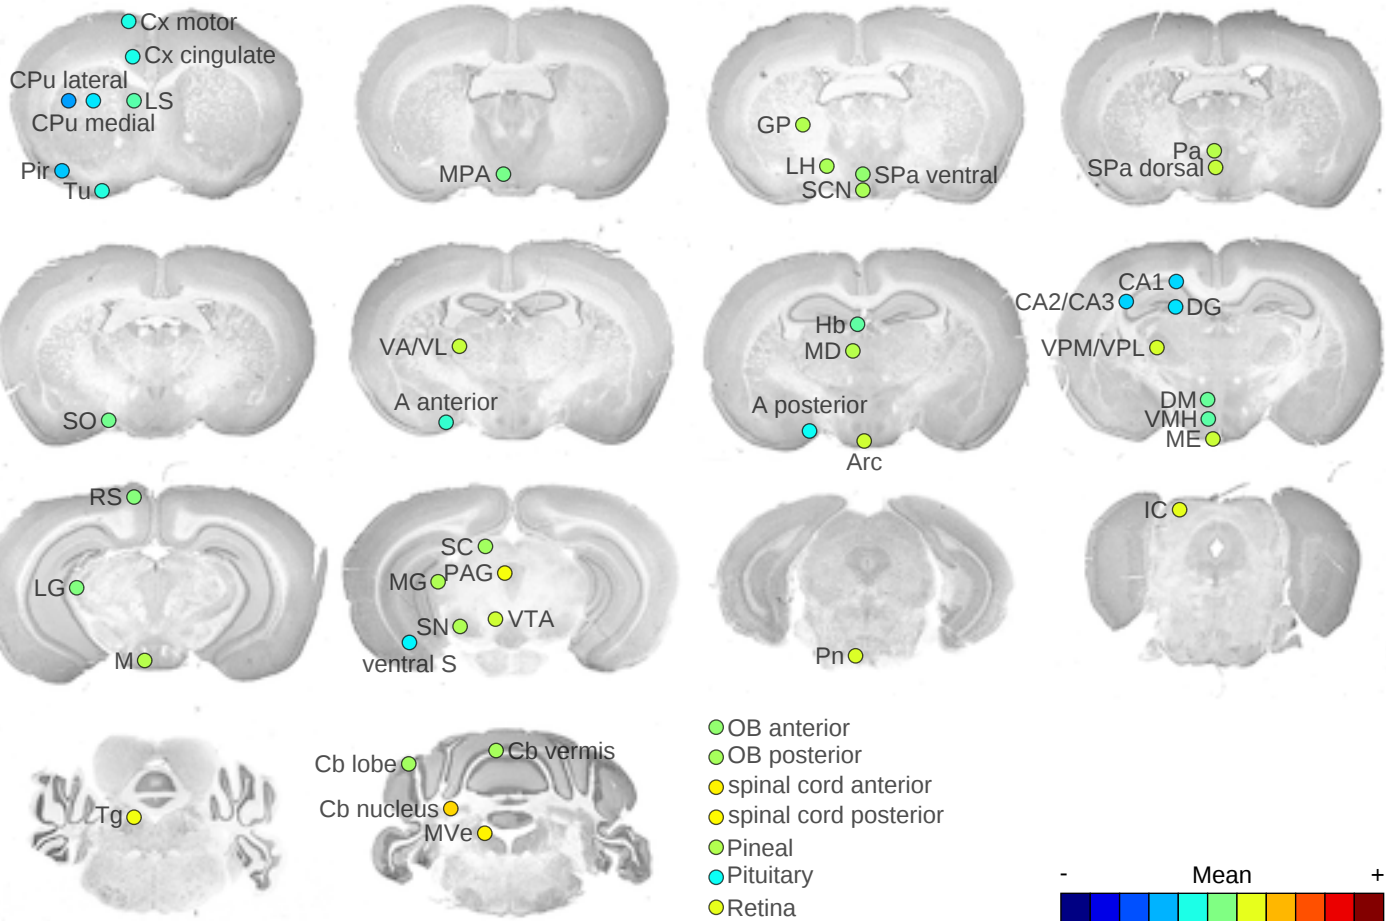 Cx motor
Cx cingulate
CPu lateral
LS
CPu medial
Pir
Tu
MPA
GP
LH
SPa ventral
SCN
Pa
SPa dorsal
SO
VA/VL
A anterior
Hb
MD
A posterior
Arc
CA1
CA2/CA3
DG
VPM/VPL
DM
VMH
ME
RS
LG
M
SC
MG
PAG
SN
VTA
ventral S
Pn
IC
Tg
Cb lobe
Cb vermis
Cb nucleus
MVe
OB anterior
OB posterior
spinal cord anterior
spinal cord posterior
Pineal
Pituitary
Retina
- Mean +